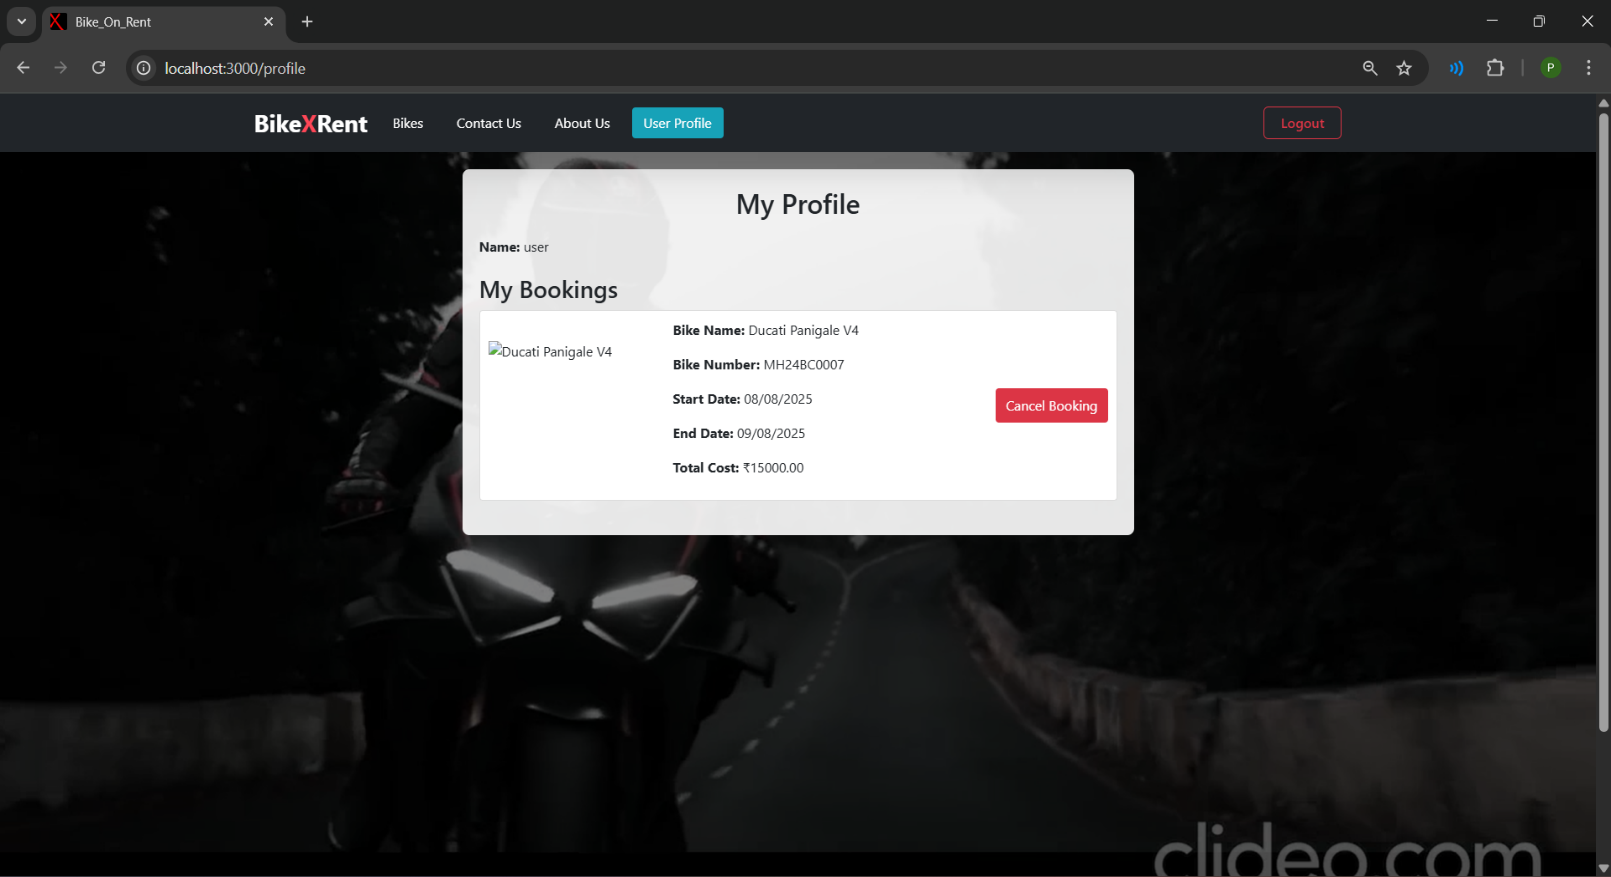 Bike_On_Rent
localhost:3000/profile
P
BikeXRent
Bikes
Contact Us
About Us
User Profile
Logout
My Profile
Name: user
My Bookings
Ducati Panigale V4
Bike Name: Ducati Panigale V4
Bike Number: MH24BC0007
Start Date: 08/08/2025
End Date: 09/08/2025
Total Cost: ₹15000.00
Cancel Booking
clideo.com